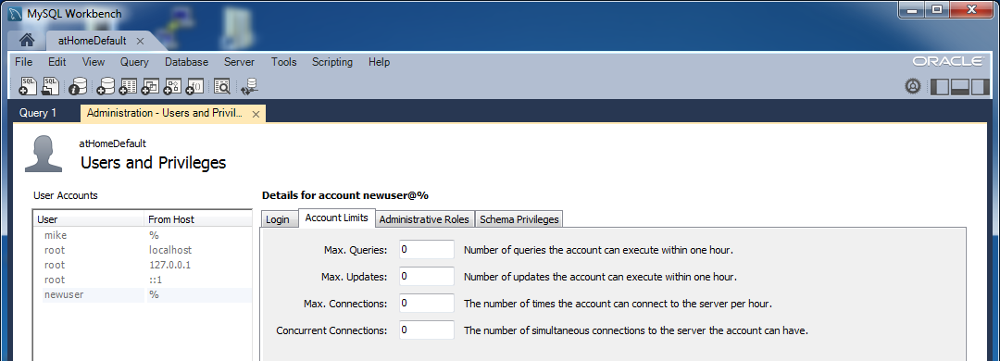 MySQL Workbench
atHomeDefault
File Edit View Query Database Server Tools Scripting Help
ORACLE
Query 1 Administration - Users and Privil...
atHomeDefault
Users and Privileges
User Accounts
Details for account newuser@%
User From Host
Login Account Limits Administrative Roles Schema Privileges
mike %
root localhost
root 127.0.0.1
root ::1
newuser %
Max. Queries: 0 Number of queries the account can execute within one hour.
Max. Updates: 0 Number of updates the account can execute within one hour.
Max. Connections: 0 The number of times the account can connect to the server per hour.
Concurrent Connections: 0 The number of simultaneous connections to the server the account can have.